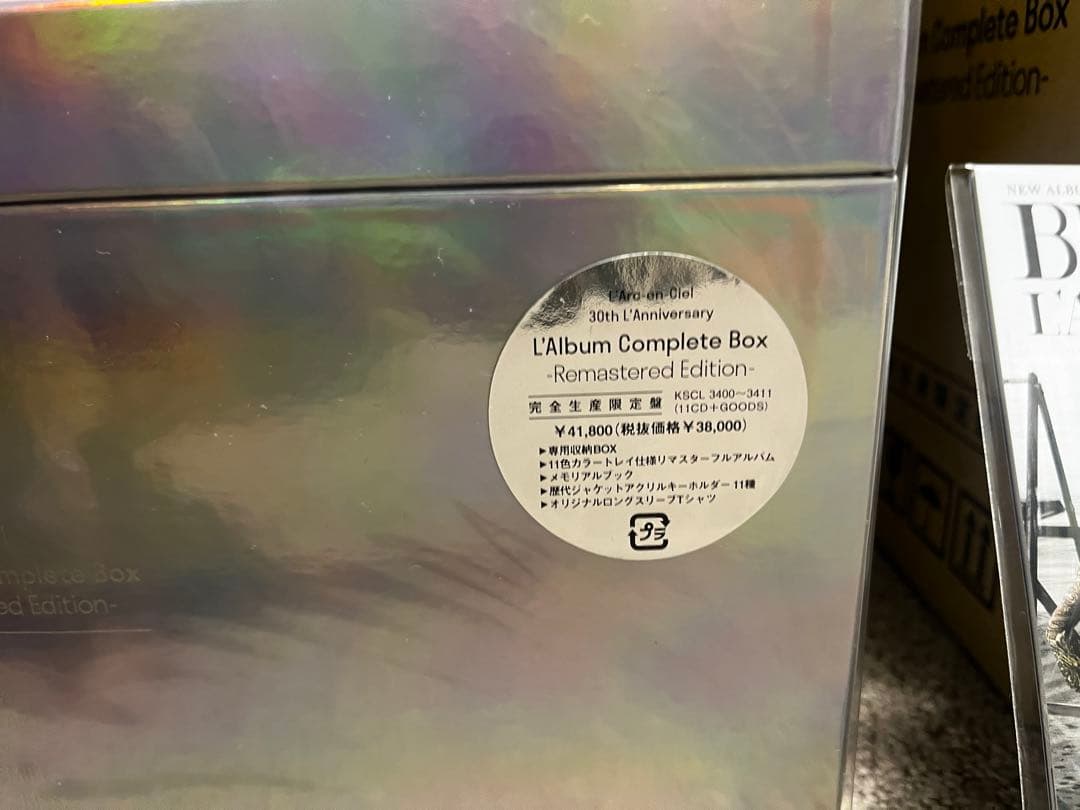 L'Arc-en-Ciel
30th L'Anniversary
L'Album Complete Box
-Remastered Edition-
完全生産限定盤
KSCL 3400〜3411
(11CD+GOODS)
¥41,800(税抜価格¥38,000)
▶専用収納BOX
▶11色カラートレイ仕様リマスターフルアルバム
▶メモリアルブック
▶歴代ジャケットアクリルキーホルダー 11種
▶オリジナルロングスリーブTシャツ
プラ
mplete Box
ed Edition-
Complete Box
Edition-
NEW ALBU
B
L'A